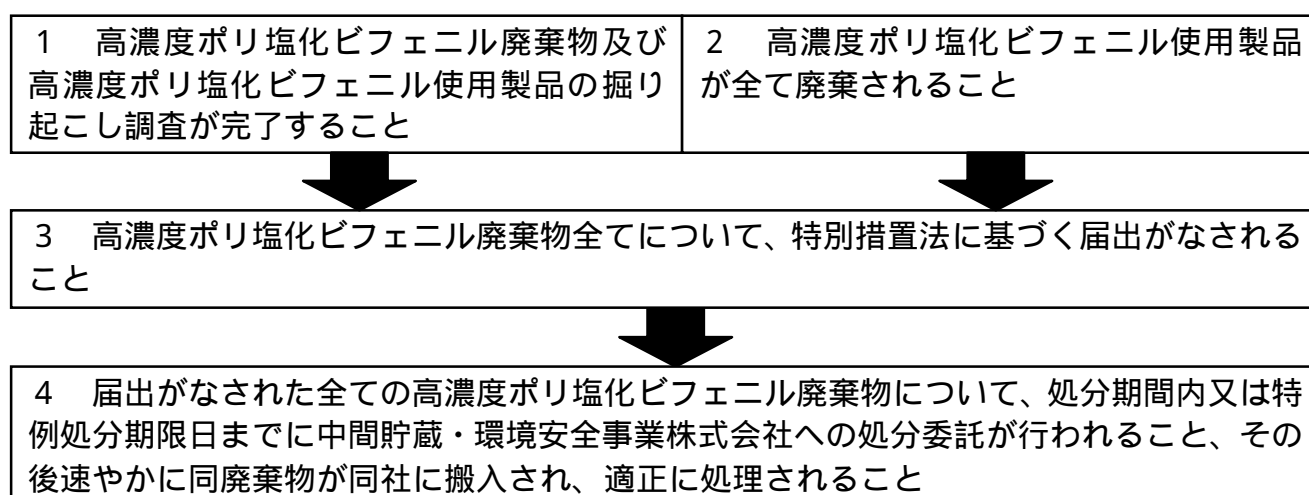 1　高濃度ポリ塩化ビフェニル廃棄物及び
高濃度ポリ塩化ビフェニル使用製品の掘り
起こし調査が完了すること
2　高濃度ポリ塩化ビフェニル使用製品
が全て廃棄されること
3　高濃度ポリ塩化ビフェニル廃棄物全てについて、特別措置法に基づく届出がなされる
こと
4　届出がなされた全ての高濃度ポリ塩化ビフェニル廃棄物について、処分期間内又は特
例処分期限日までに中間貯蔵・環境安全事業株式会社への処分委託が行われること、その
後速やかに同廃棄物が同社に搬入され、適正に処理されること